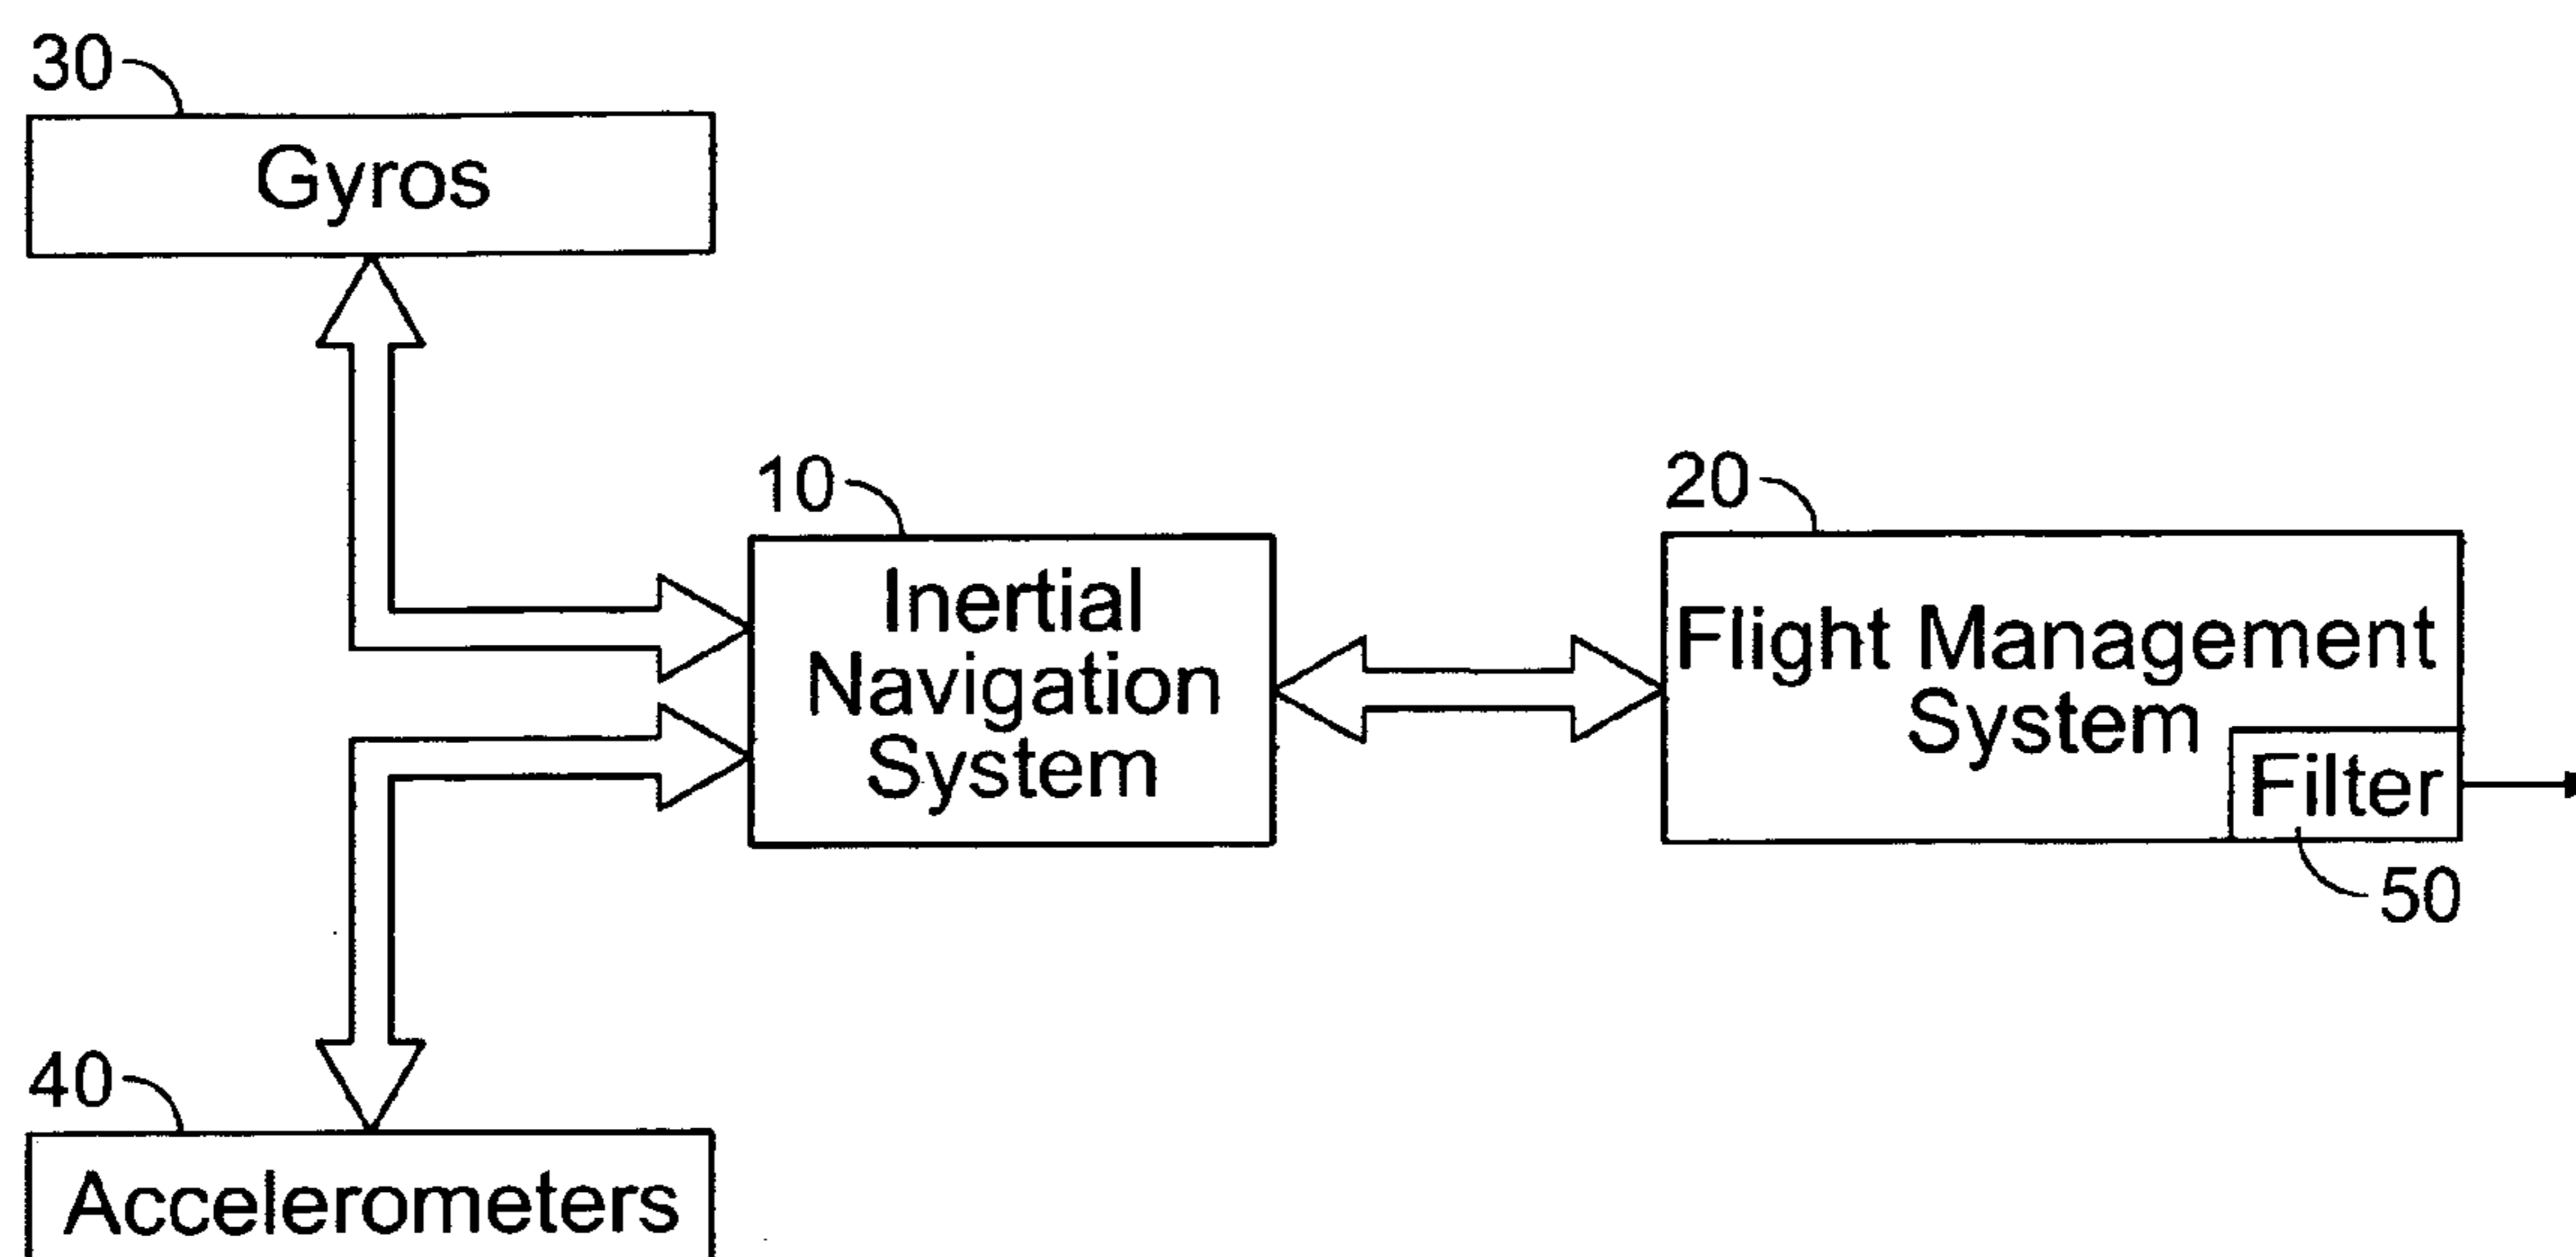 30
Gyros
10
Inertial
Navigation
System
20
Flight Management
System
Filter
50
40
Accelerometers